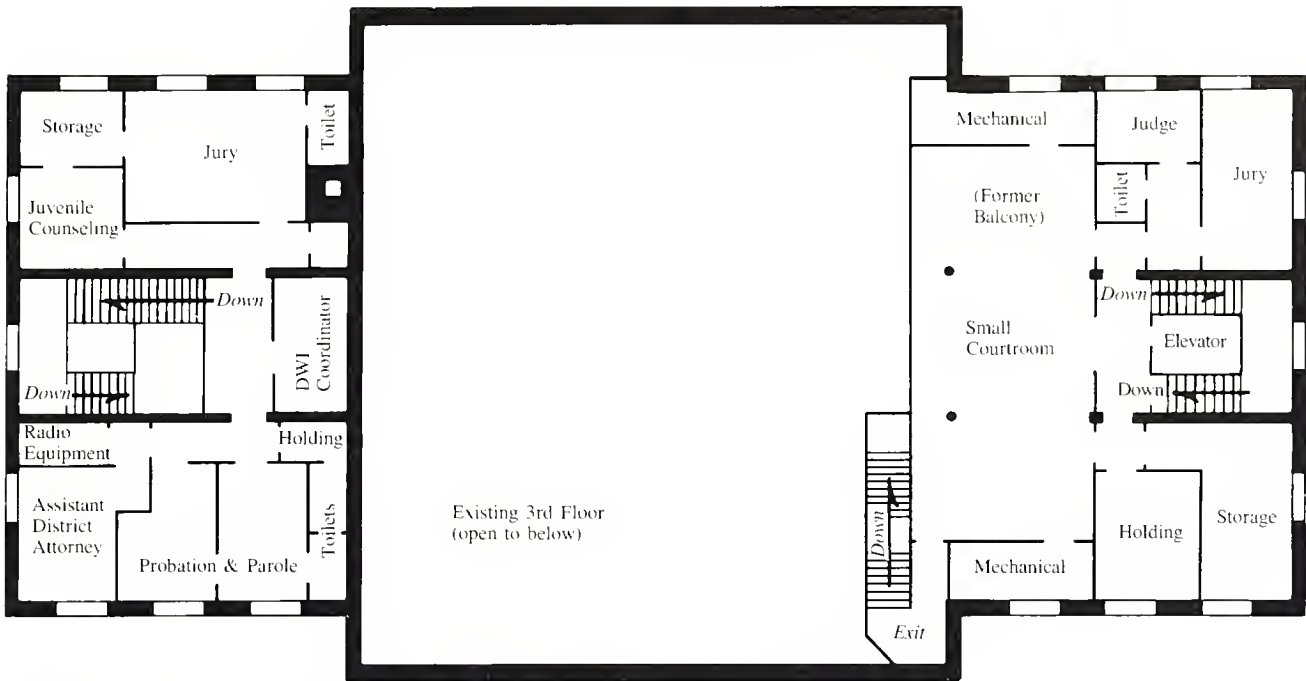 Storage
Jury
Toilet
Juvenile
Counseling
Down
DWI
Coordinator
Down
Radio
Equipment
Holding
Assistant
District
Attorney
Toilets
Probation & Parole
Existing 3rd Floor
(open to below)
Mechanical
Judge
Jury
(Former
Balcony)
Toilet
Down
Small
Courtroom
Elevator
Down
Down
Holding
Storage
Mechanical
Exit